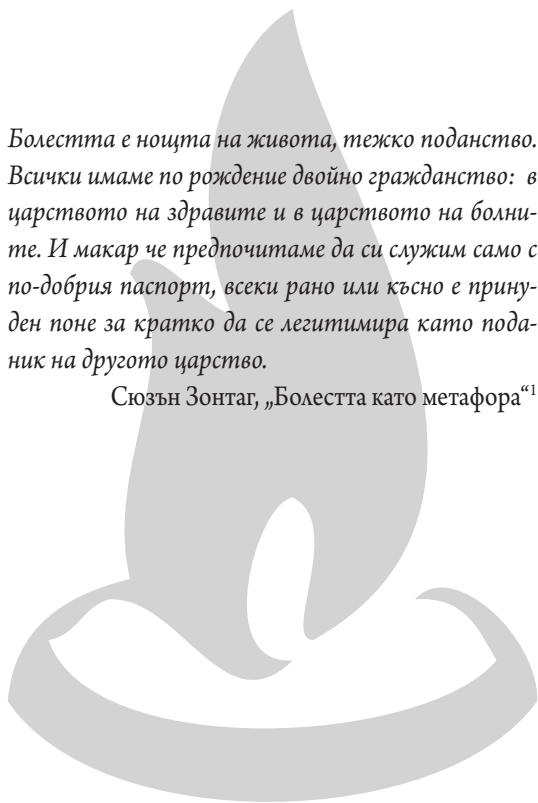 Болестта е нощта на живота, тежко поданство.
Всички имаме по рождение двойно гражданство: в
царството на здравите и в царството на болни-
те. И макар че предпочитаме да си служим само с
по-добрия паспорт, всеки рано или късно е прину-
ден поне за кратко да се легитимира като пода-
ник на другото царство.
Сюзън Зонтаг, „Болестта като метафора“¹